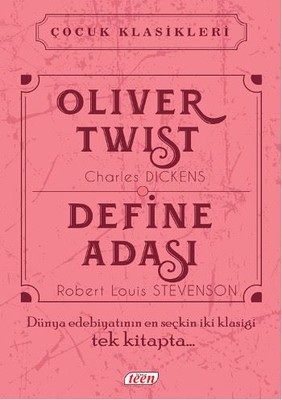 ÇOCUK KLASİKLERİ
OLIVER
TWIST
Charles DICKENS
DEFİNE
ADASI
Robert Louis STEVENSON
Dünya edebiyatının en seçkin iki klasiği
tek kitapta...
teen